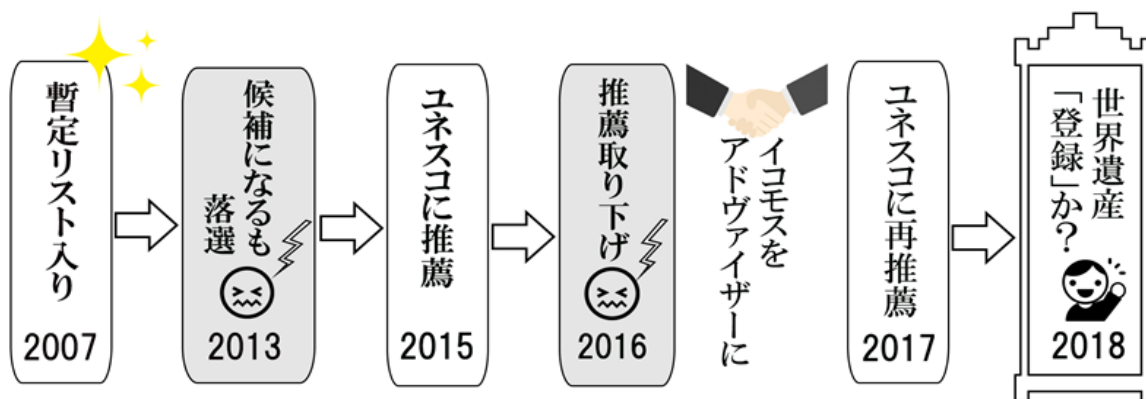 暫定リスト入り
2007
候補になるも
落選
2013
ユネスコに推薦
2015
推薦取り下げ
2016
イコモスを
アドヴァイザーに
ユネスコに再推薦
2017
世界遺産
「登録」か?
2018